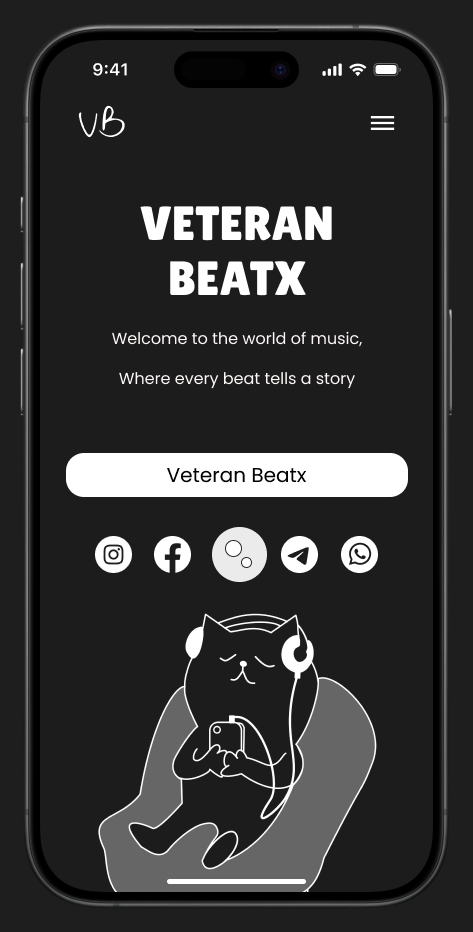 9:41
VB
VETERAN
BEATX
Welcome to the world of music,
Where every beat tells a story
Veteran Beatx